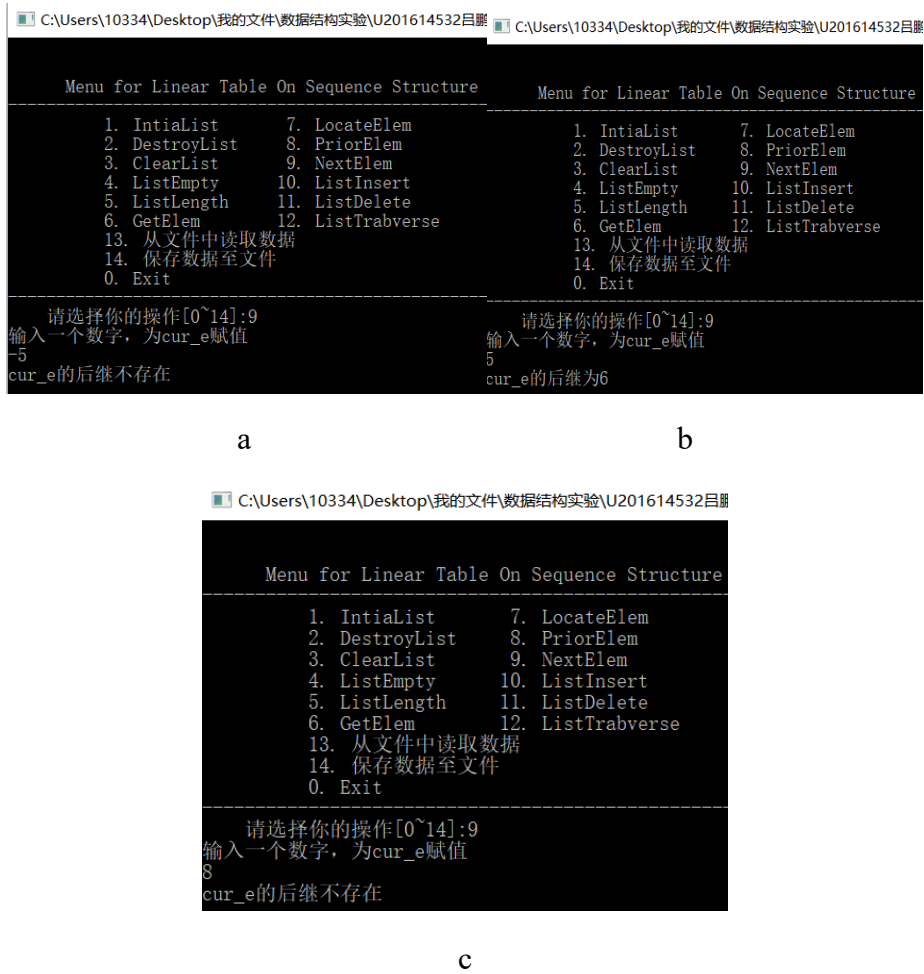 C:\Users\10334\Desktop\我的文件\数据结构实验\U201614532吕鹏
Menu for Linear Table On Sequence Structure
1. IntiaList 7. LocateElem
2. DestroyList 8. PriorElem
3. ClearList 9. NextElem
4. ListEmpty 10. ListInsert
5. ListLength 11. ListDelete
6. GetElem 12. ListTrabverse
13. 从文件中读取数据
14. 保存数据至文件
0. Exit
请选择你的操作[0~14]:9
输入一个数字，为cur_e赋值
-5
cur_e的后继不存在
a
C:\Users\10334\Desktop\我的文件\数据结构实验\U201614532吕鹏
Menu for Linear Table On Sequence Structure
1. IntiaList 7. LocateElem
2. DestroyList 8. PriorElem
3. ClearList 9. NextElem
4. ListEmpty 10. ListInsert
5. ListLength 11. ListDelete
6. GetElem 12. ListTrabverse
13. 从文件中读取数据
14. 保存数据至文件
0. Exit
请选择你的操作[0~14]:9
输入一个数字，为cur_e赋值
5
cur_e的后继为6
b
C:\Users\10334\Desktop\我的文件\数据结构实验\U201614532吕鹏
Menu for Linear Table On Sequence Structure
1. IntiaList 7. LocateElem
2. DestroyList 8. PriorElem
3. ClearList 9. NextElem
4. ListEmpty 10. ListInsert
5. ListLength 11. ListDelete
6. GetElem 12. ListTrabverse
13. 从文件中读取数据
14. 保存数据至文件
0. Exit
请选择你的操作[0~14]:9
输入一个数字，为cur_e赋值
8
cur_e的后继不存在
c